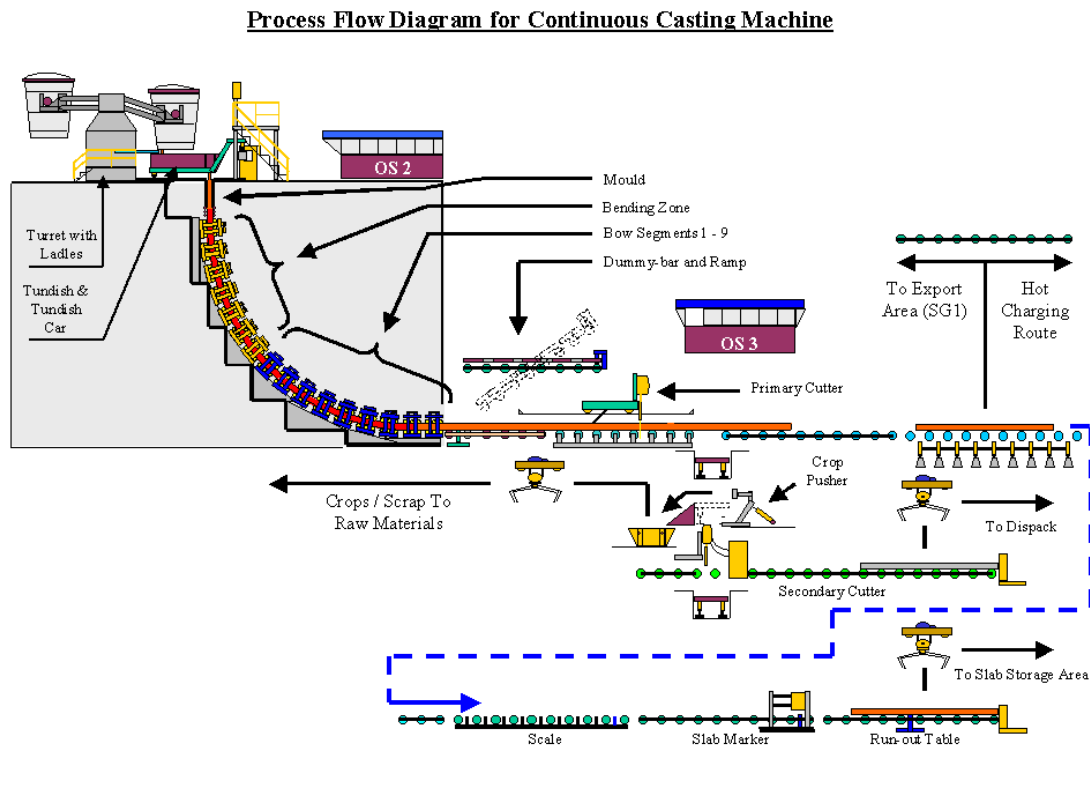 Process Flow Diagram for Continuous Casting Machine
OS 2
Mould
Bending Zone
Bow Segments 1 - 9
Dummy-bar and Ramp
Turret with
Ladles
Tundish &
Tundish
Car
To Export
Area (SG1)
Hot
Charging
Route
OS 3
Primary Cutter
Crop
Pusher
Crops / Scrap To
Raw Materials
To Dispack
Secondary Cutter
To Slab Storage Area
Scale
Slab Marker
Run-out Table